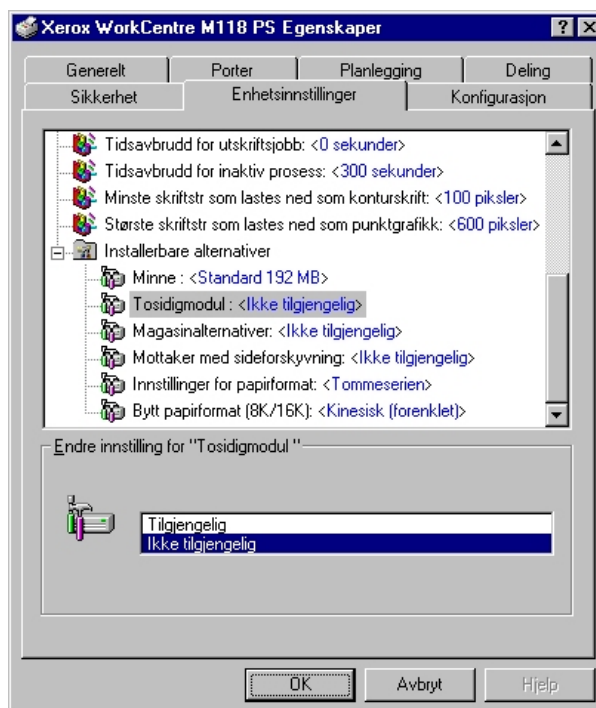 Xerox WorkCentre M118 PS Egenskaper
Generelt Porter Planlegging Deling
Sikkerhet Enhetsinnstillinger Konfigurasjon
Tidsavbrudd for utskriftsjobb: <0 sekunder>
Tidsavbrudd for inaktiv prosess: <300 sekunder>
Minste skriftstr som lastes ned som konturskrift: <100 piksler>
Største skriftstr som lastes ned som punktgrafikk: <600 piksler>
Installerbare alternativer
Minne : <Standard 192 MB>
Tosidigmodul : <Ikke tilgjengelig>
Magasinalternativer: <Ikke tilgjengelig>
Mottaker med sideforskyvning: <Ikke tilgjengelig>
Innstillinger for papirformat: <Tommeserien>
Bytt papirformat (8K/16K): <Kinesisk (forenklet)>
Endre innstilling for "Tosidigmodul "
Tilgjengelig
Ikke tilgjengelig
OK Avbryt Hjelp